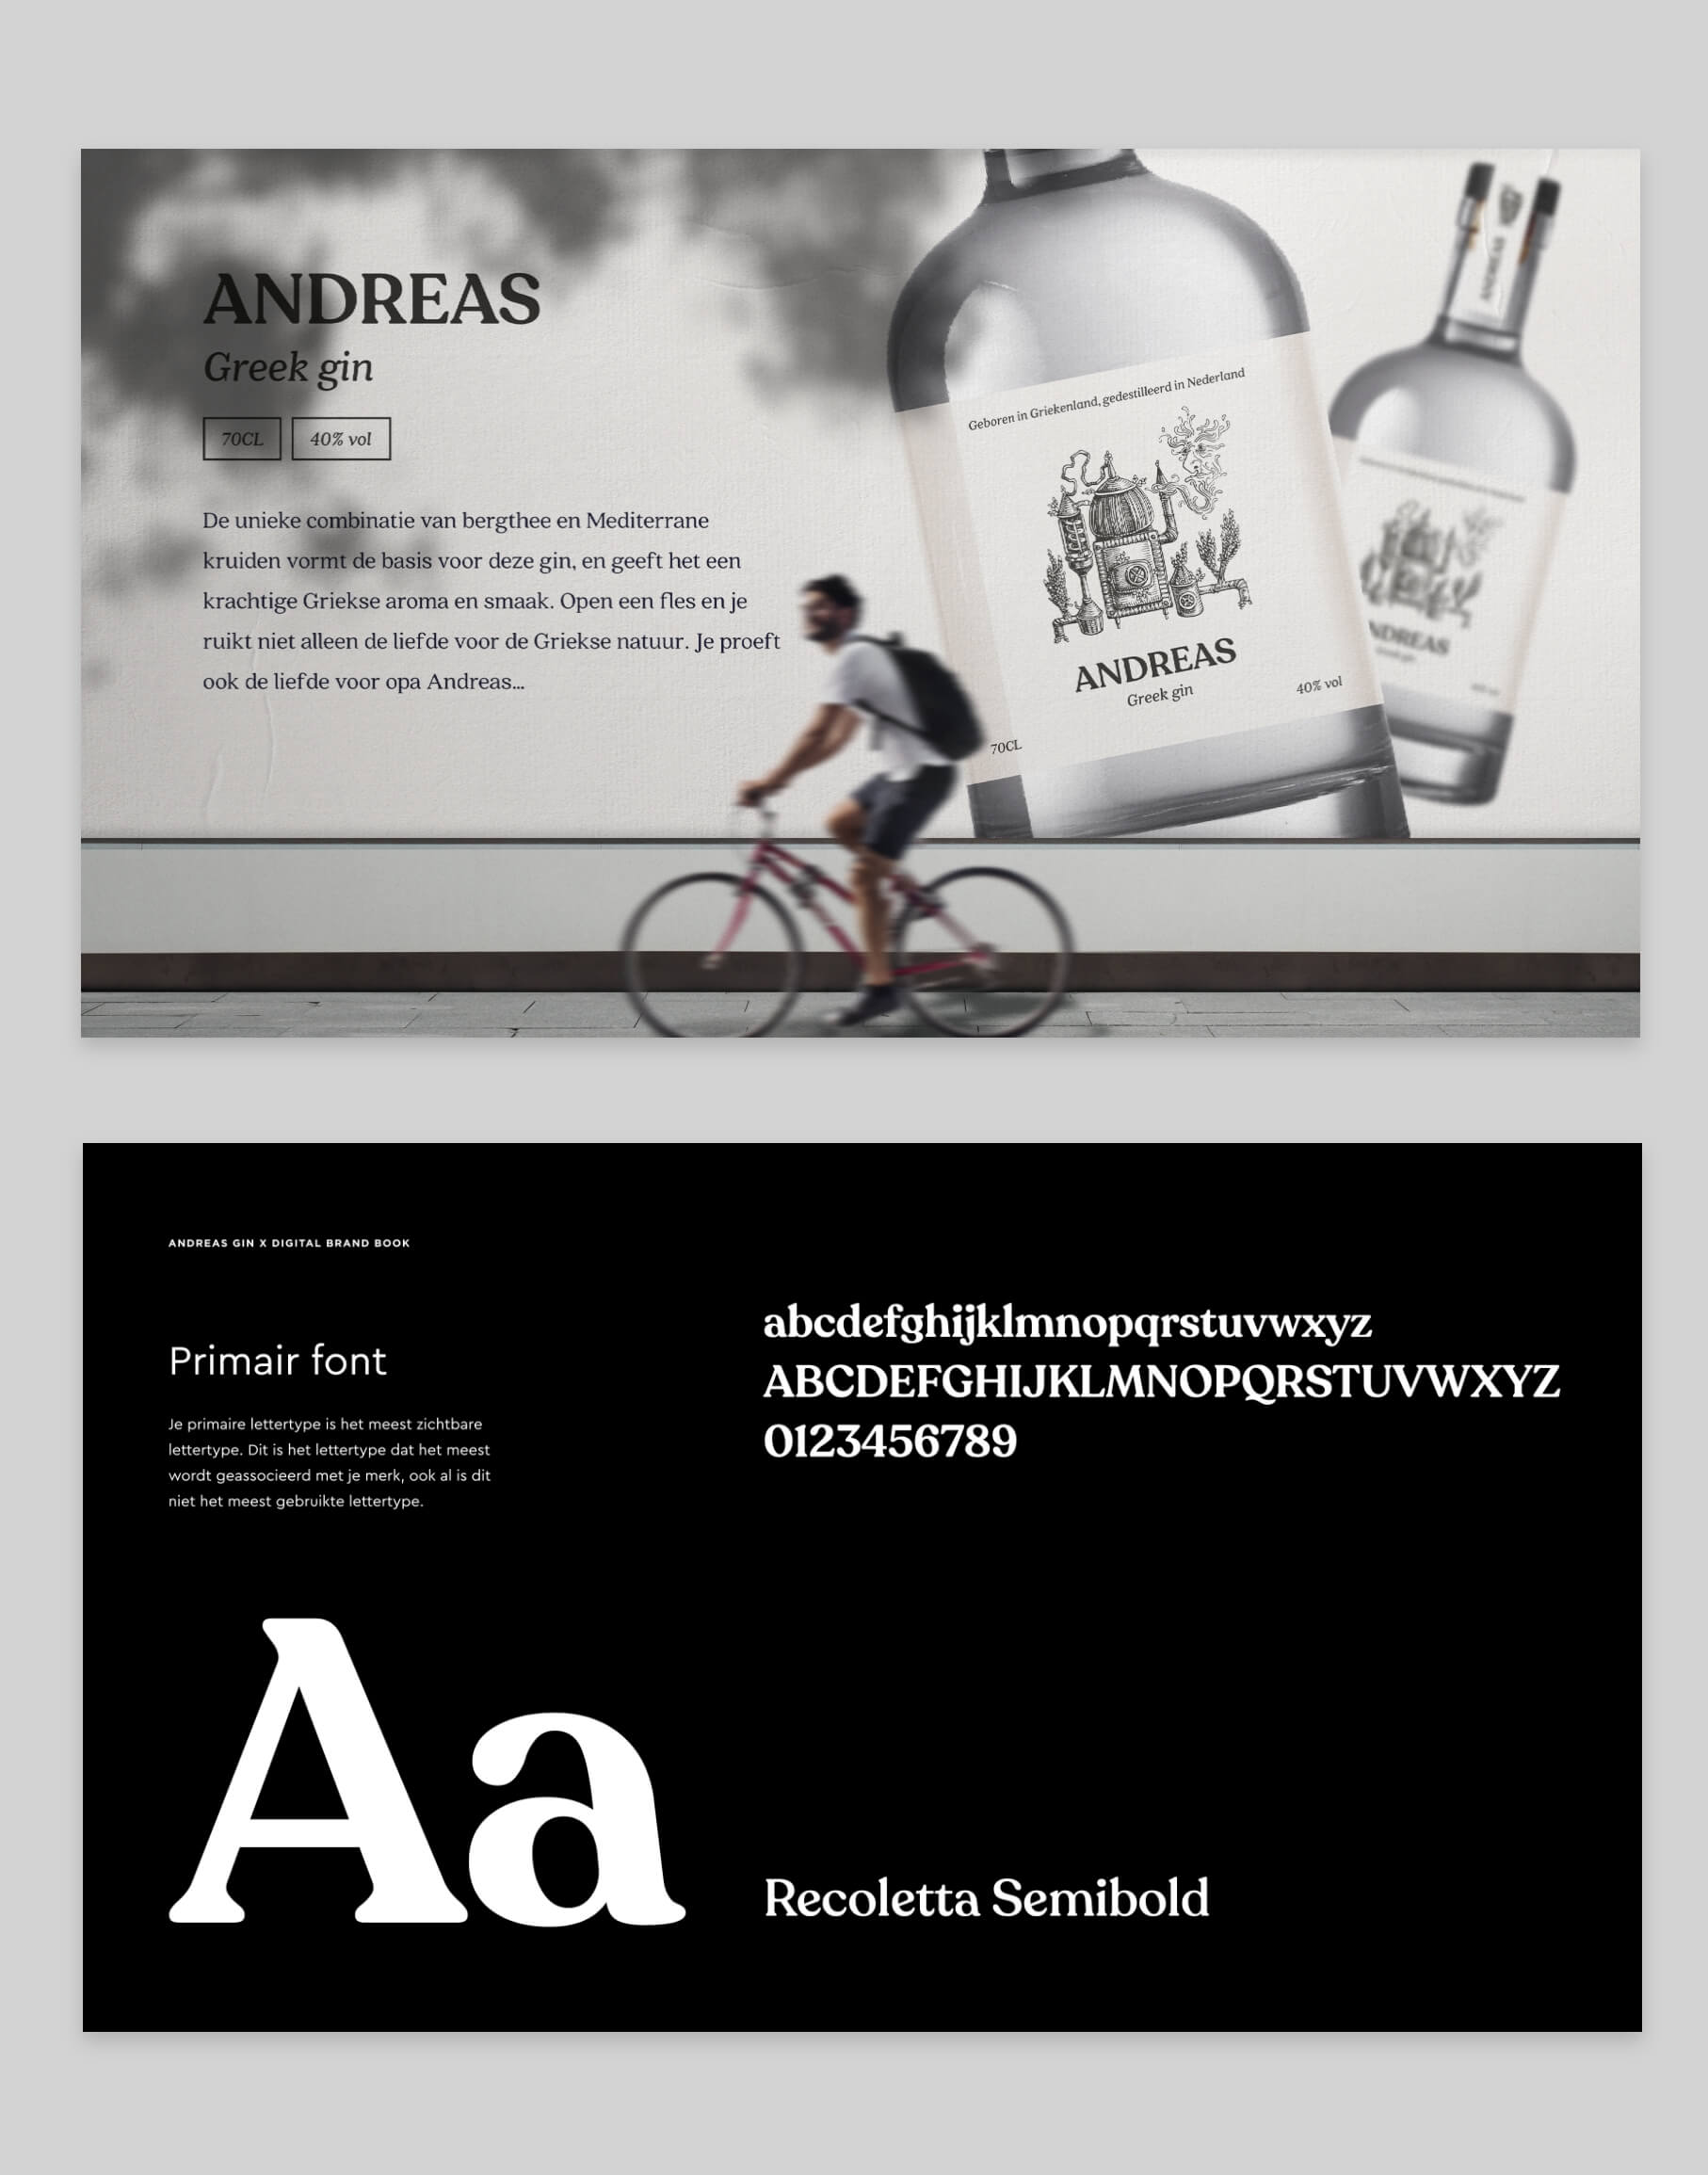 ANDREAS
Greek gin
70CL
40% vol
De unieke combinatie van bergthee en Mediterrane
kruiden vormt de basis voor deze gin, en geeft het een
krachtige Griekse aroma en smaak. Open een fles en je
ruikt niet alleen de liefde voor de Griekse natuur. Je proeft
ook de liefde voor opa Andreas...
Geboren in Griekenland, gedestilleerd in Nederland
ANDREAS
Greek gin
40% vol
70CL
ANDREAS
ANDREAS
Greek gin
ANDREAS GIN X DIGITAL BRAND BOOK
Primair font
Je primaire lettertype is het meest zichtbare
lettertype. Dit is het lettertype dat het meest
wordt geassocieerd met je merk, ook al is dit
niet het meest gebruikte lettertype.
abcdefghijklmnopqrstuvwxyz
ABCDEFGHIJKLMNOPQRSTUVWXYZ
0123456789
Aa
Recoletta Semibold